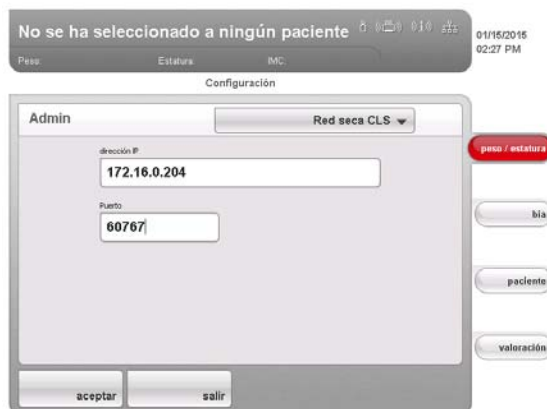 No se ha seleccionado a ningún paciente
01/15/2015
02:27 PM
Peso: Estatura: IMC:
Configuración
Admin
Red seca CLS
dirección IP
172.16.0.204
Puerto
60767
peso / estatura
bia
paciente
valoración
aceptar
salir